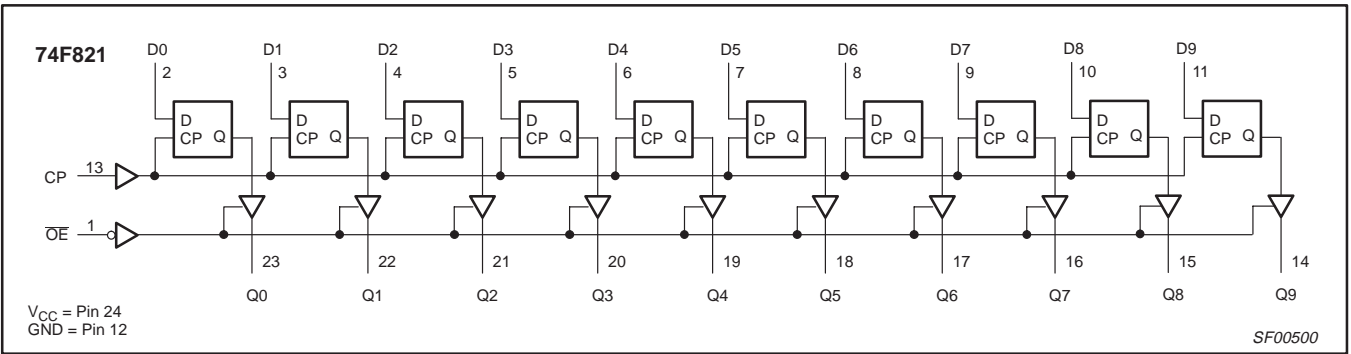 74F821
D0 D1 D2 D3 D4 D5 D6 D7 D8 D9
2 3 4 5 6 7 8 9 10 11
D D D D D D D D D D
CP Q CP Q CP Q CP Q CP Q CP Q CP Q CP Q CP Q CP Q
CP 13
OE 1
23 22 21 20 19 18 17 16 15 14
Q0 Q1 Q2 Q3 Q4 Q5 Q6 Q7 Q8 Q9
VCC = Pin 24
GND = Pin 12
SF00500